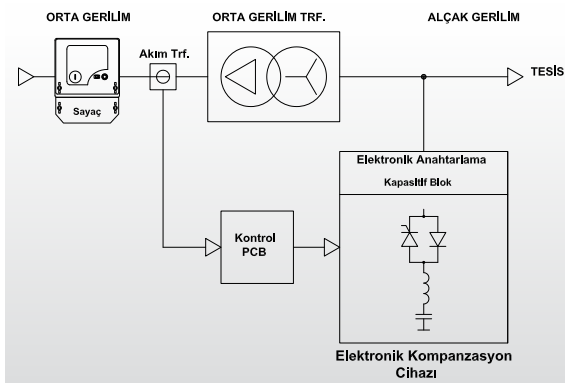 ORTA GERİLİM
ORTA GERİLİM TRF.
ALÇAK GERİLİM
Akım Trf.
TESİS
Sayaç
Elektronik Anahtarlama
Kapasitif Blok
Kontrol
PCB
Elektronik Kompanzasyon
Cihazı